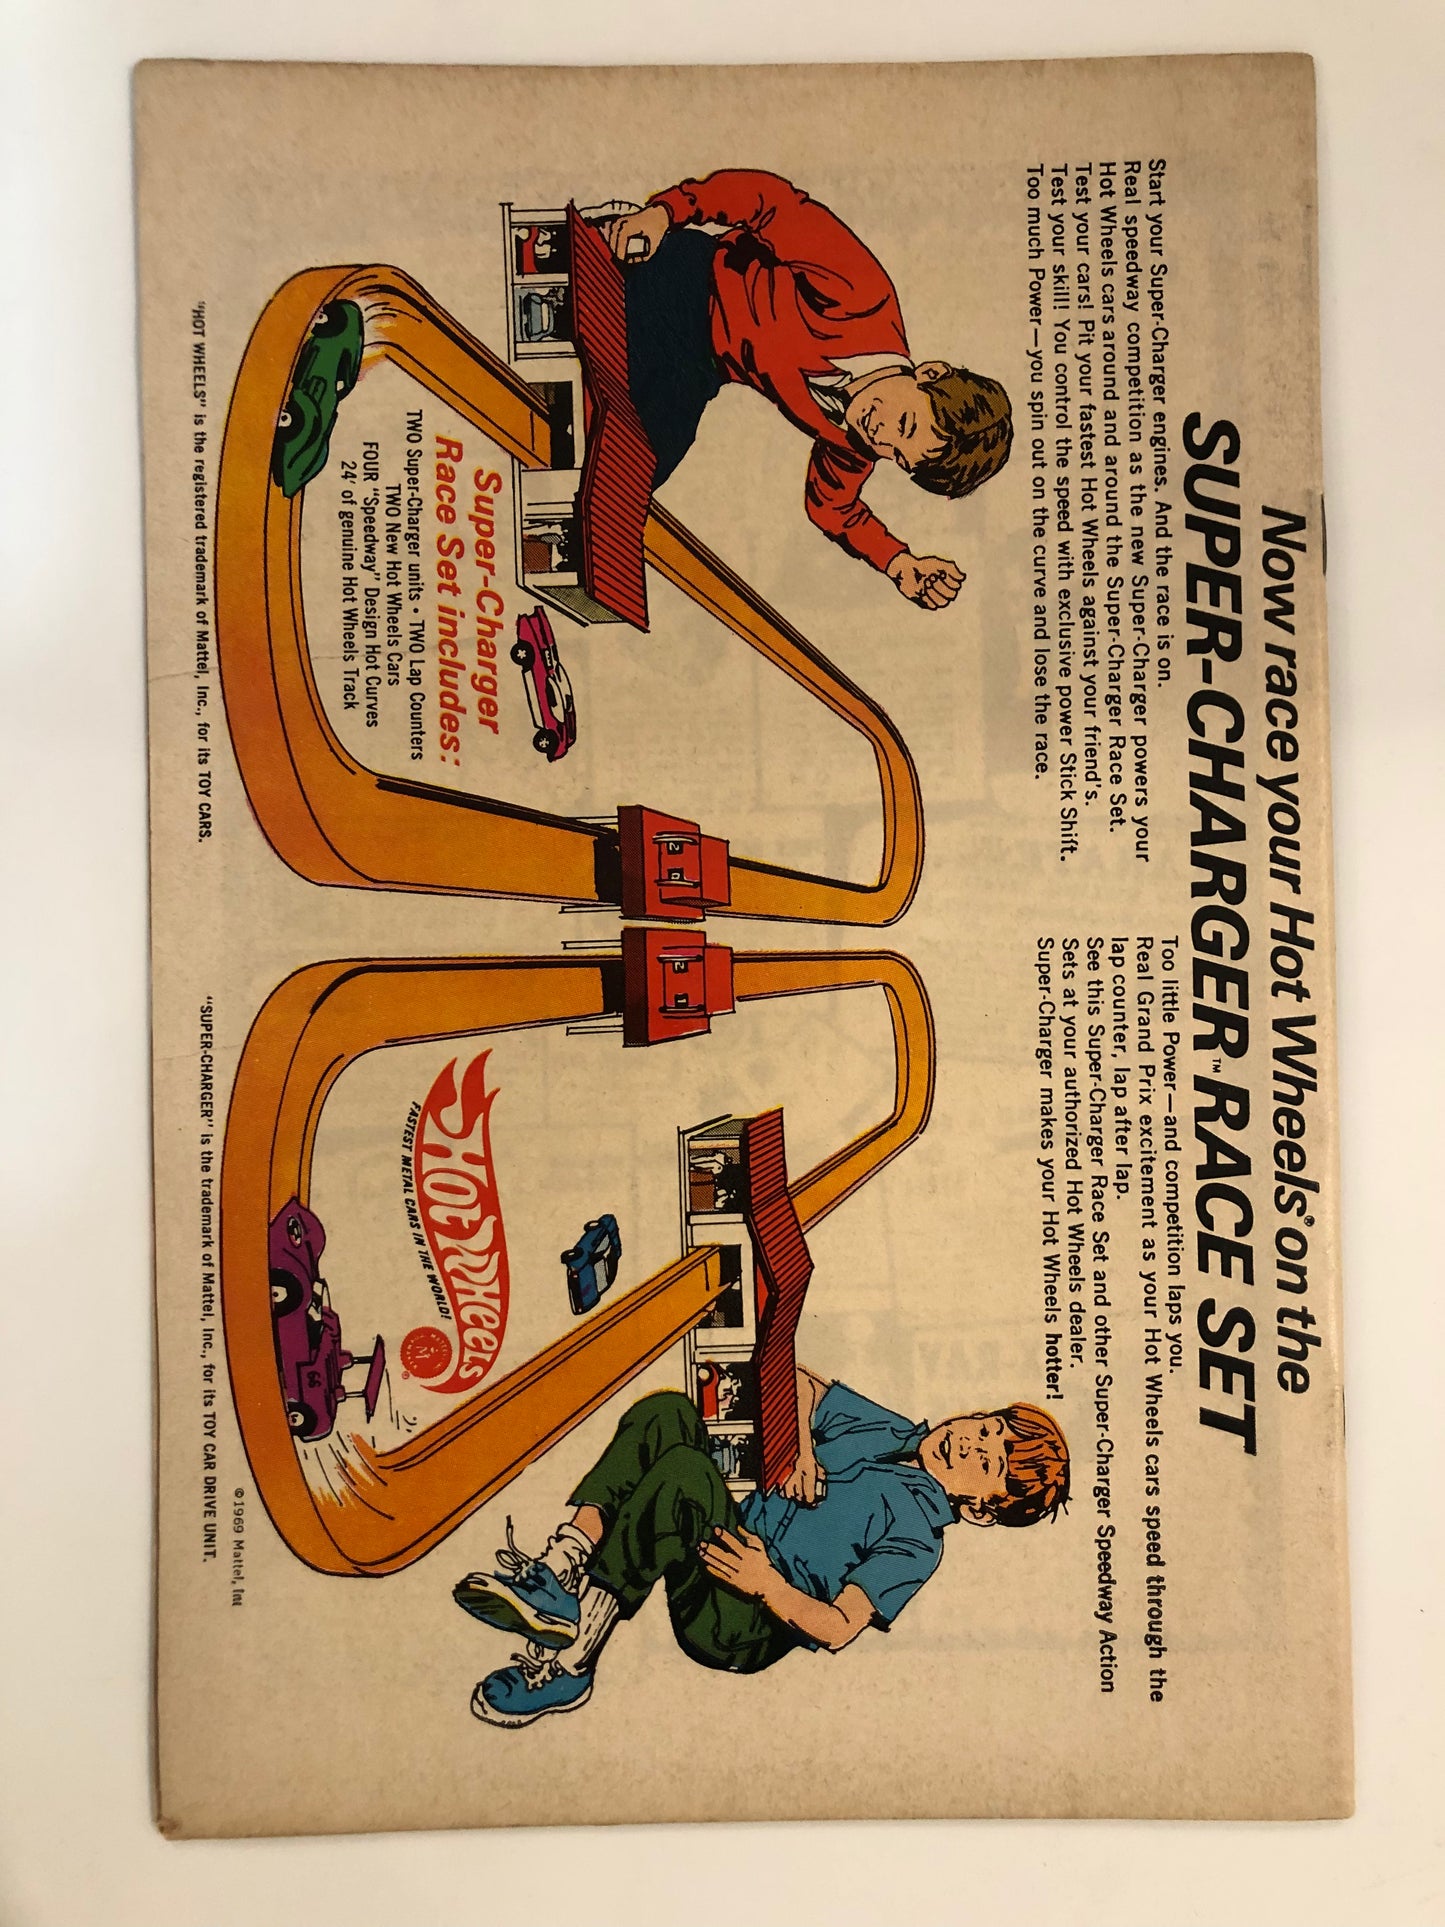 Now race your Hot Wheels® on the
SUPER-CHARGER™ RACE SET
Start your Super-Charger engines. And the race is on.
Real speedway competition as the new Super-Charger powers your
Hot Wheels cars around and around the Super-Charger Race Set.
Test your cars! Pit your fastest Hot Wheels against your friend's.
Test your skill! You control the speed with exclusive power Stick Shift.
Too much Power—you spin out on the curve and lose the race.
Too little Power—and competition laps you.
Real Grand Prix excitement as your Hot Wheels cars speed through the
lap counter, lap after lap.
See this Super-Charger Race Set and other Super-Charger Speedway Action
Sets at your authorized Hot Wheels dealer.
Super-Charger makes your Hot Wheels hotter!
2 0
2 0
Super-Charger
Race Set includes:
TWO Super-Charger units • TWO Lap Counters
TWO New Hot Wheels Cars
FOUR "Speedway" Design Hot Curves
24' of genuine Hot Wheels Track
HOT WHEELS
FASTEST METAL CARS IN THE WORLD!
M
®
66
©1969 Mattel, Inc
"HOT WHEELS" is the registered trademark of Mattel, Inc., for its TOY CARS.
"SUPER-CHARGER" is the trademark of Mattel, Inc., for its TOY CAR DRIVE UNIT.